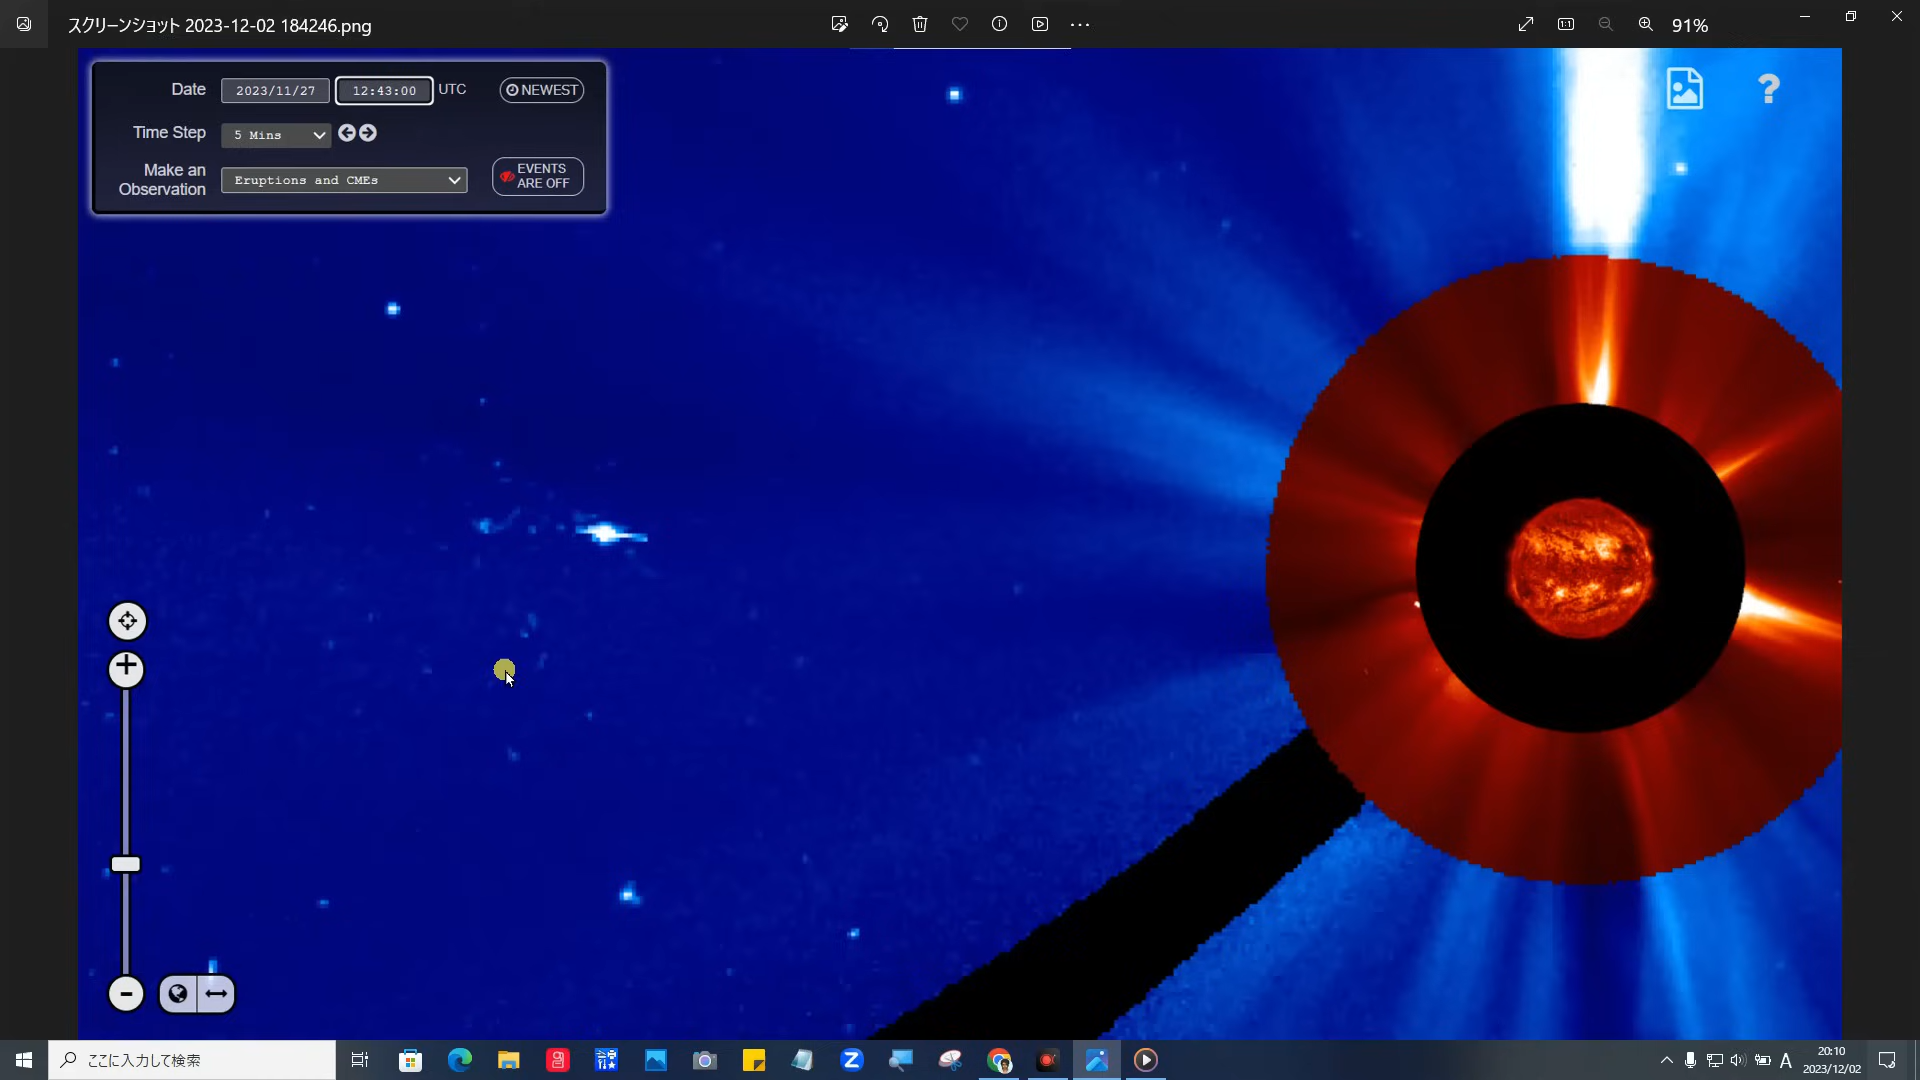 スクリーンショット 2023-12-02 184246.png
91%
Date 2023/11/27 12:43:00 UTC NEWEST
Time Step 5 Mins
Make an Observation Eruptions and CMEs EVENTS ARE OFF
ここに入力して検索
A
20:10
2023/12/02